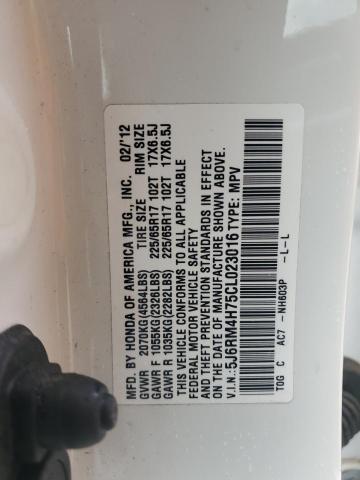 MFD. BY HONDA OF AMERICA MFG., INC. 02/'12
TIRE SIZE RIM SIZE
GVWR 2070KG(4564LBS)
GAWR F 1055KG(2326LBS) 225/65R17 102T 17X6.5J
GAWR R 1035KG(2282LBS) 225/65R17 102T 17X6.5J
THIS VEHICLE CONFORMS TO ALL APPLICABLE
FEDERAL MOTOR VEHICLE SAFETY
AND THEFT PREVENTION STANDARDS IN EFFECT
ON THE DATE OF MANUFACTURE SHOWN ABOVE.
V.I.N.: 5J6RM4H75CL023016 TYPE: MPV
T0G C AC7 -NH603P -L-L